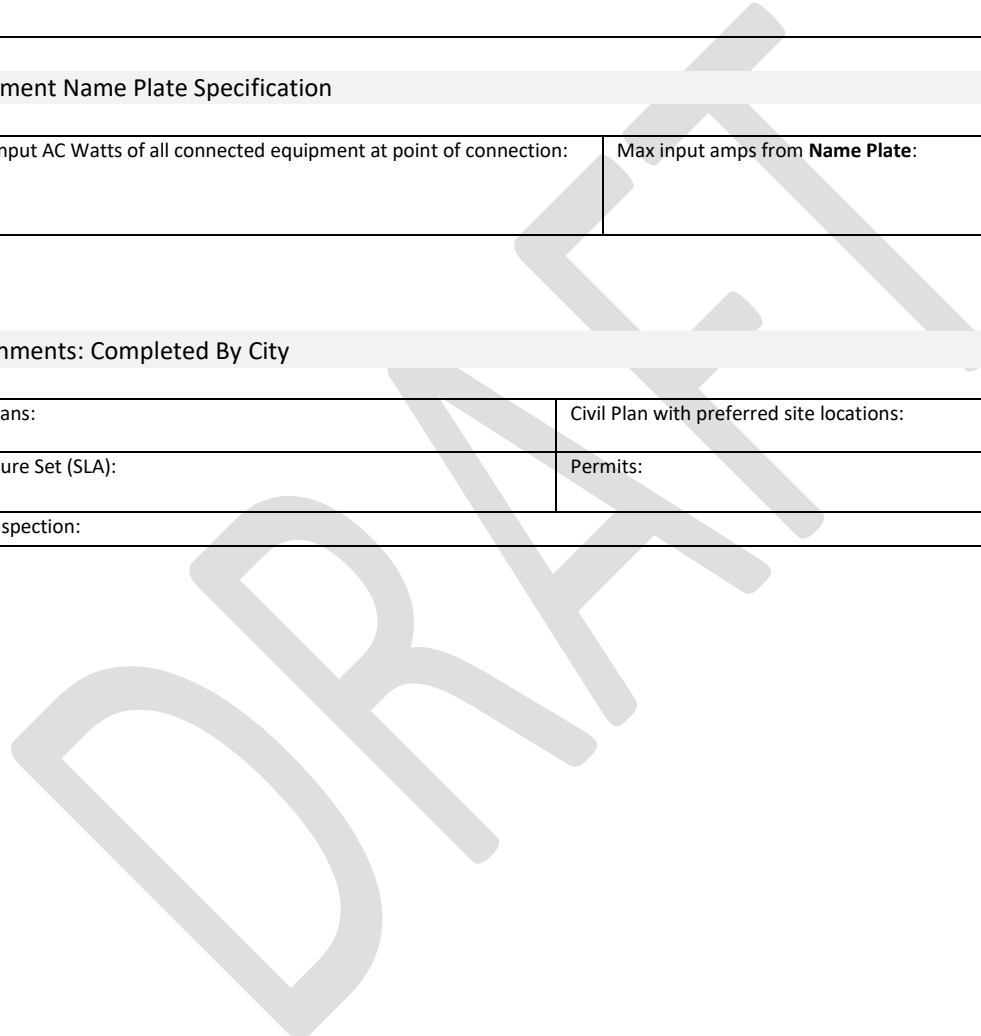 ment Name Plate Specification
nput AC Watts of all connected equipment at point of connection:
Max input amps from Name Plate:
nments: Completed By City
ans:
Civil Plan with preferred site locations:
ure Set (SLA):
Permits:
spection:
DRAFT